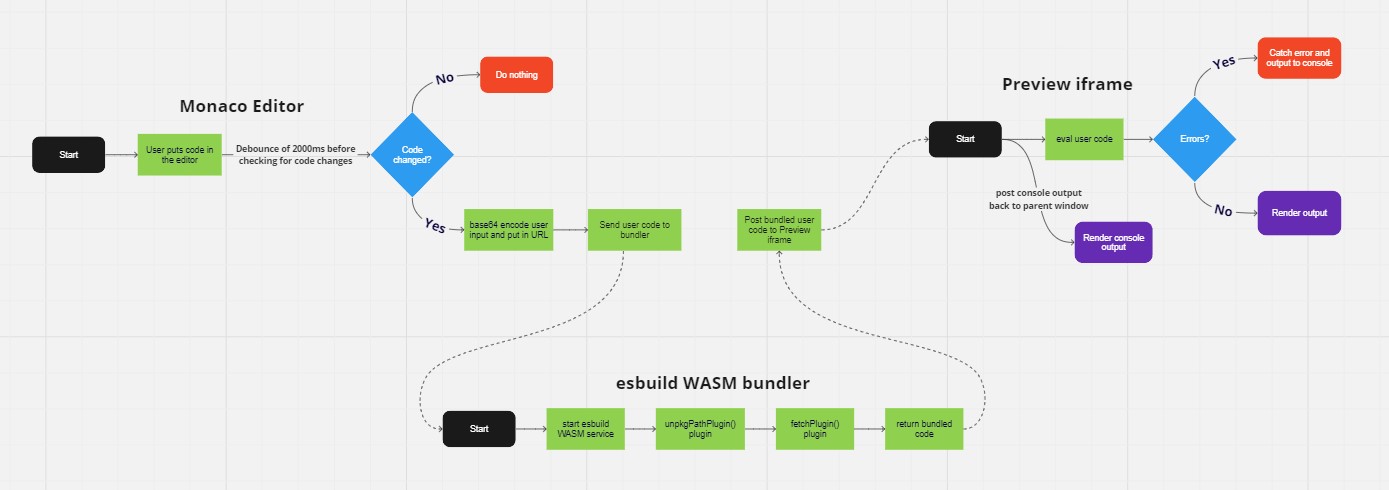 Monaco Editor
Start
User puts code in
the editor
Debounce of 2000ms before
checking for code changes
Code
changed?
No
Do nothing
Yes
base64 encode user
input and put in URL
Send user code to
bundler
esbuild WASM bundler
Start
start esbuild
WASM service
unpkgPathPlugin()
plugin
fetchPlugin()
plugin
return bundled
code
Post bundled user
code to Preview
iframe
Preview iframe
Start
eval user code
post console output
back to parent window
Render console
output
Errors?
Yes
Catch error and
output to console
No
Render output